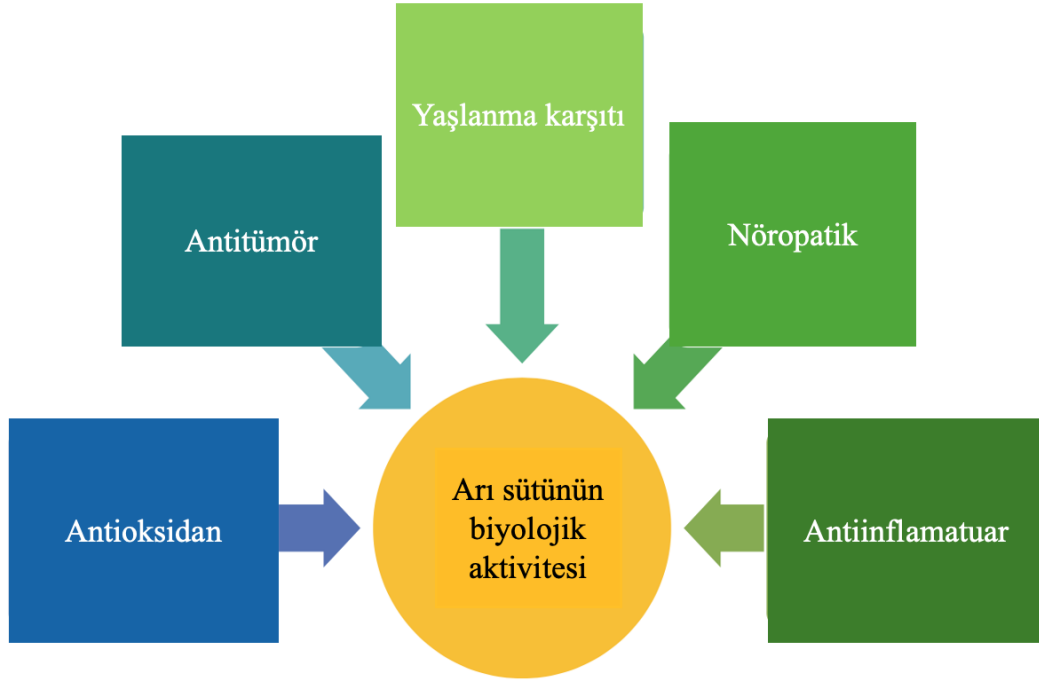 Yaşlanma karşıtı
Antitümör
Nöropatik
Antioksidan
Arı sütünün
biyolojik
aktivitesi
Antiinflamatuar